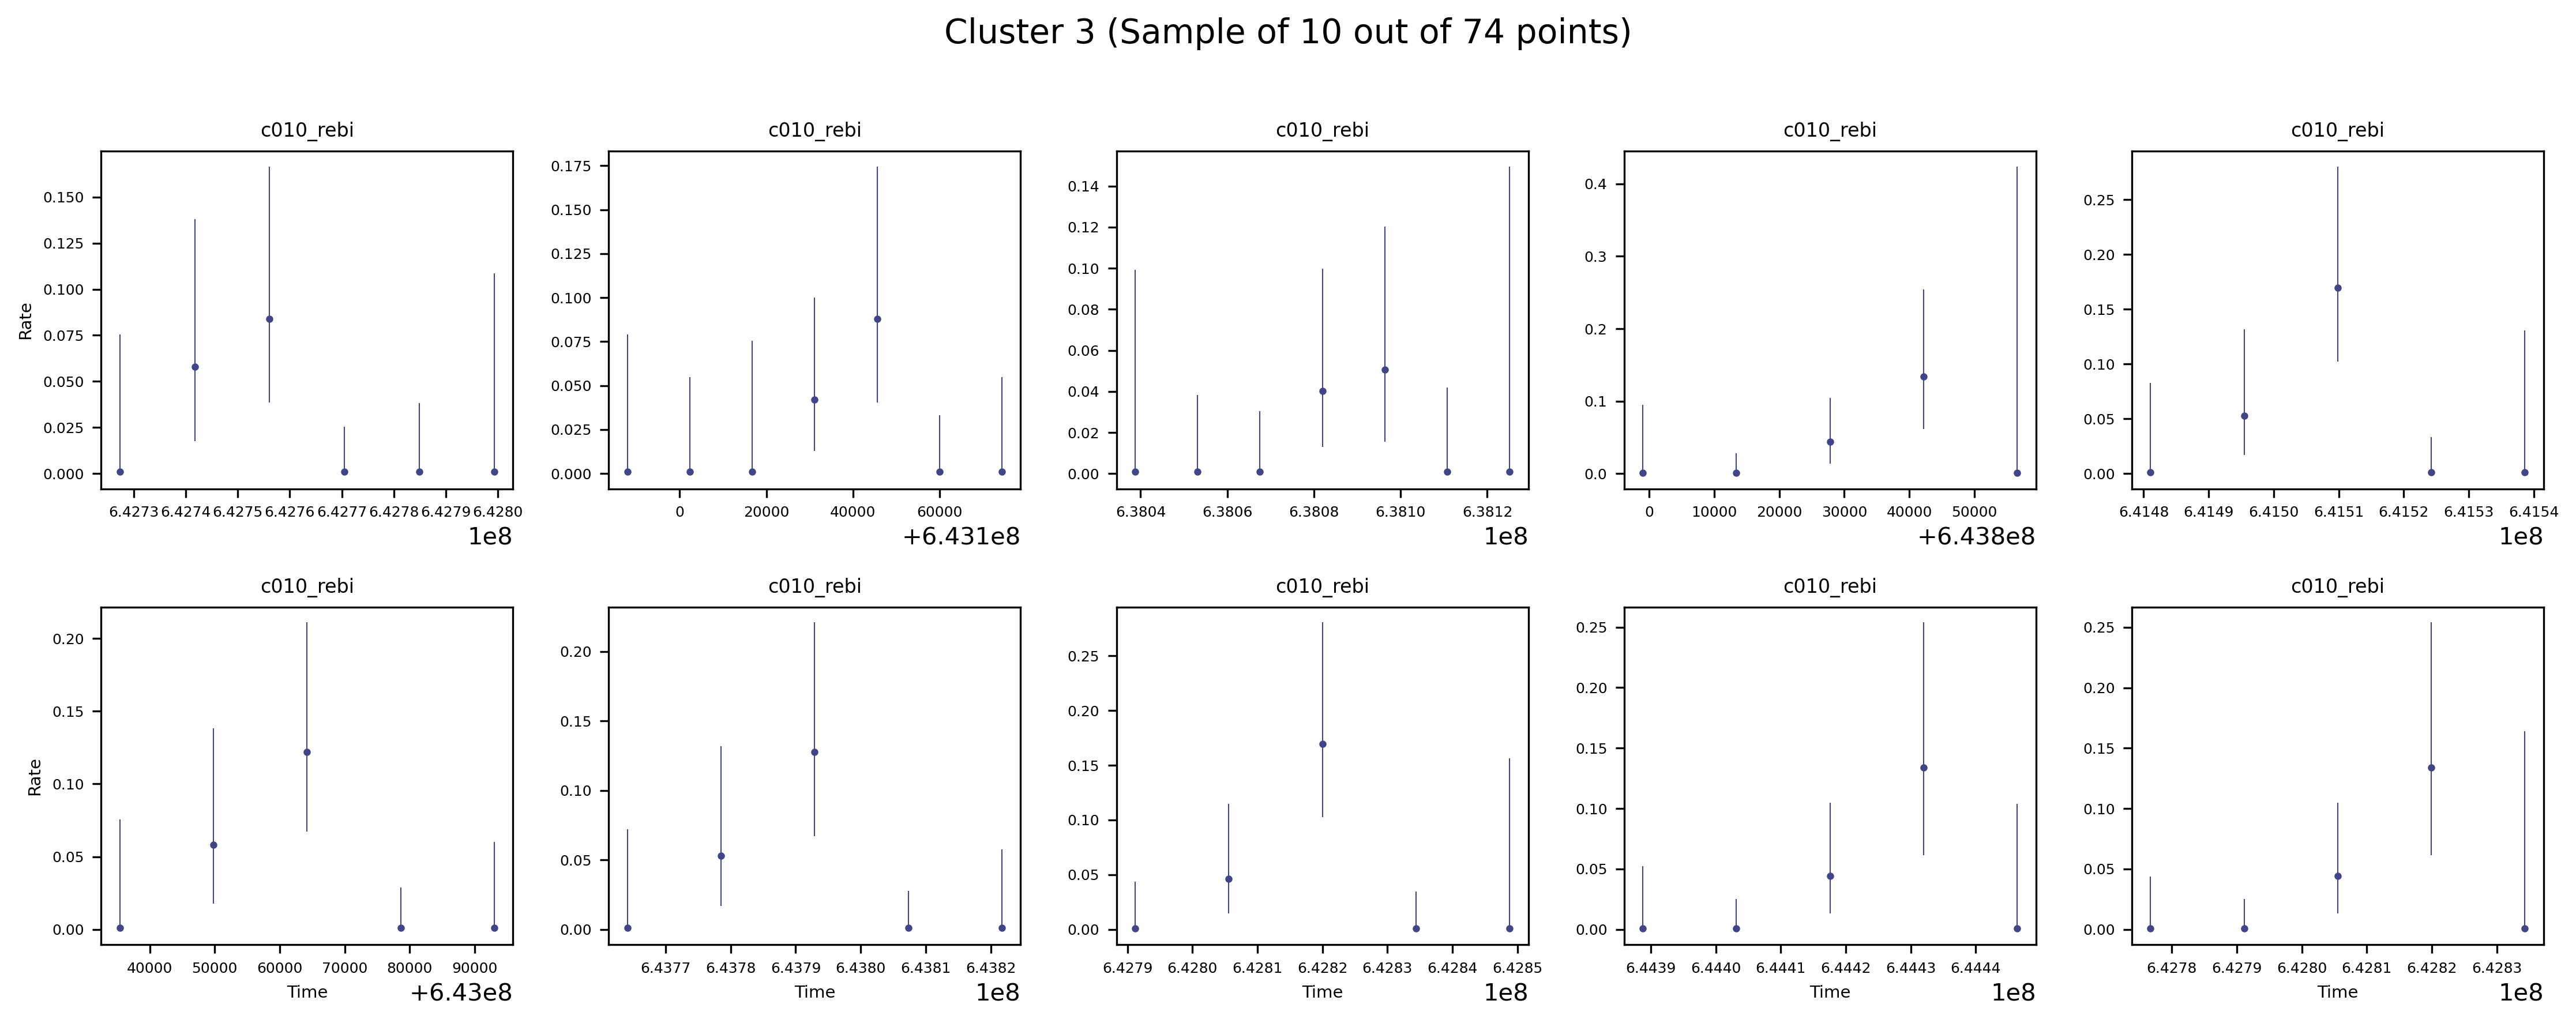 Cluster 3 (Sample of 10 out of 74 points)
c010_rebi c010_rebi c010_rebi c010_rebi c010_rebi
Rate
0.150
0.125
0.100
0.075
0.050
0.025
0.000
6.4273 6.4274 6.4275 6.4276 6.4277 6.4278 6.4279 6.4280
1e8
0.175
0.150
0.125
0.100
0.075
0.050
0.025
0.000
0 20000 40000 60000
+6.431e8
0.14
0.12
0.10
0.08
0.06
0.04
0.02
0.00
6.3804 6.3806 6.3808 6.3810 6.3812
1e8
0.4
0.3
0.2
0.1
0.0
0 10000 20000 30000 40000 50000
+6.438e8
0.25
0.20
0.15
0.10
0.05
0.00
6.4148 6.4149 6.4150 6.4151 6.4152 6.4153 6.4154
1e8
c010_rebi c010_rebi c010_rebi c010_rebi c010_rebi
Rate
0.20
0.15
0.10
0.05
0.00
40000 50000 60000 70000 80000 90000
Time +6.43e8
0.20
0.15
0.10
0.05
0.00
6.4377 6.4378 6.4379 6.4380 6.4381 6.4382
Time 1e8
0.25
0.20
0.15
0.10
0.05
0.00
6.4279 6.4280 6.4281 6.4282 6.4283 6.4284 6.4285
Time 1e8
0.25
0.20
0.15
0.10
0.05
0.00
6.4439 6.4440 6.4441 6.4442 6.4443 6.4444
Time 1e8
0.25
0.20
0.15
0.10
0.05
0.00
6.4278 6.4279 6.4280 6.4281 6.4282 6.4283
Time 1e8